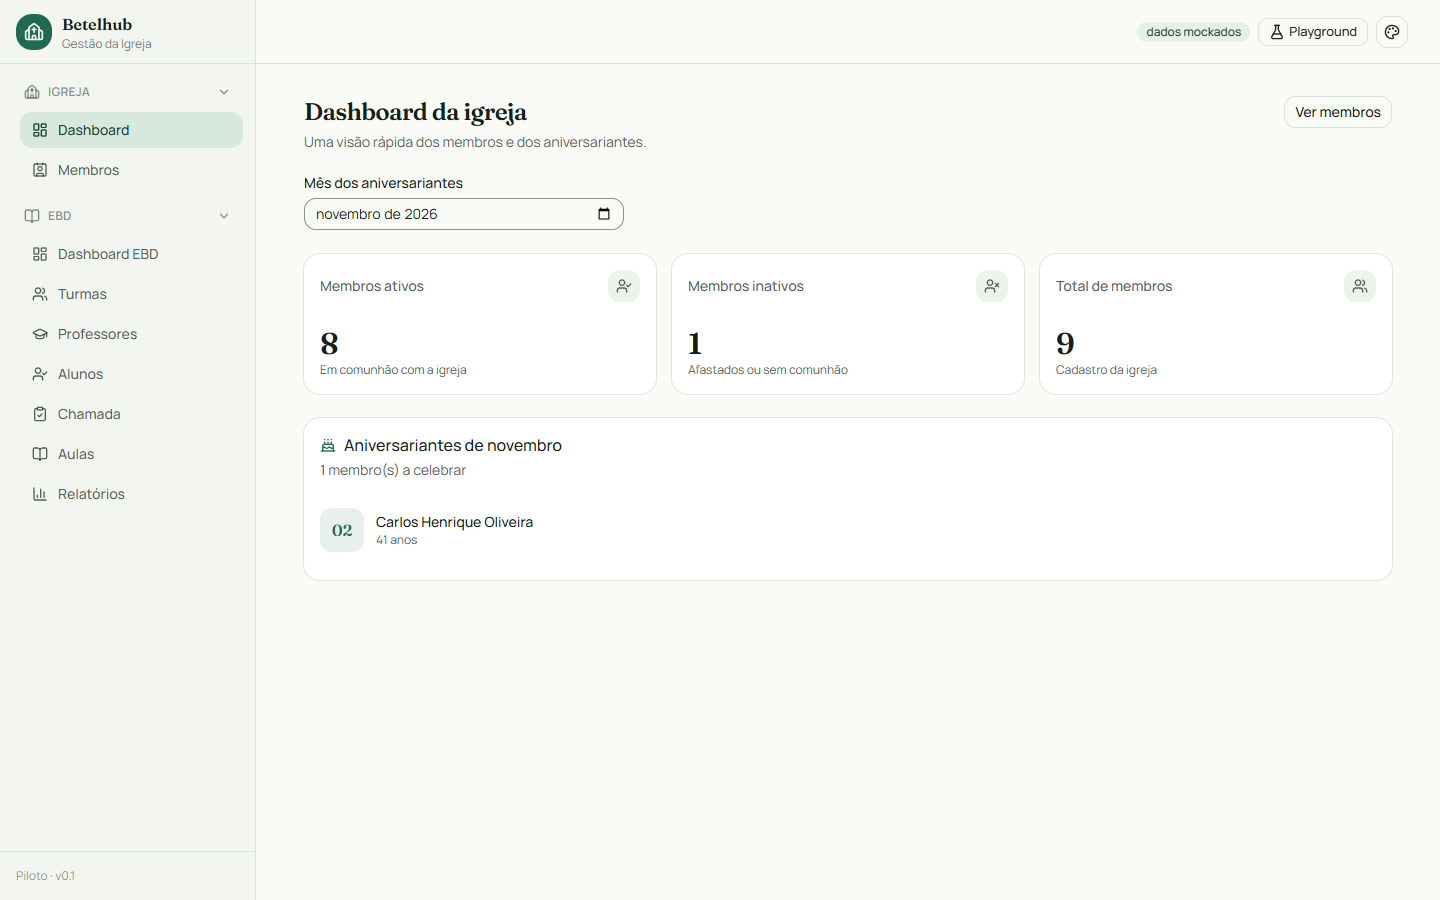 Betelhub
Gestão da Igreja
IGREJA
Dashboard
Membros
EBD
Dashboard EBD
Turmas
Professores
Alunos
Chamada
Aulas
Relatórios
Piloto · v0.1
dados mockados
Playground
Dashboard da igreja
Uma visão rápida dos membros e dos aniversariantes.
Ver membros
Mês dos aniversariantes
novembro de 2026
Membros ativos
8
Em comunhão com a igreja
Membros inativos
1
Afastados ou sem comunhão
Total de membros
9
Cadastro da igreja
Aniversariantes de novembro
1 membro(s) a celebrar
02
Carlos Henrique Oliveira
41 anos